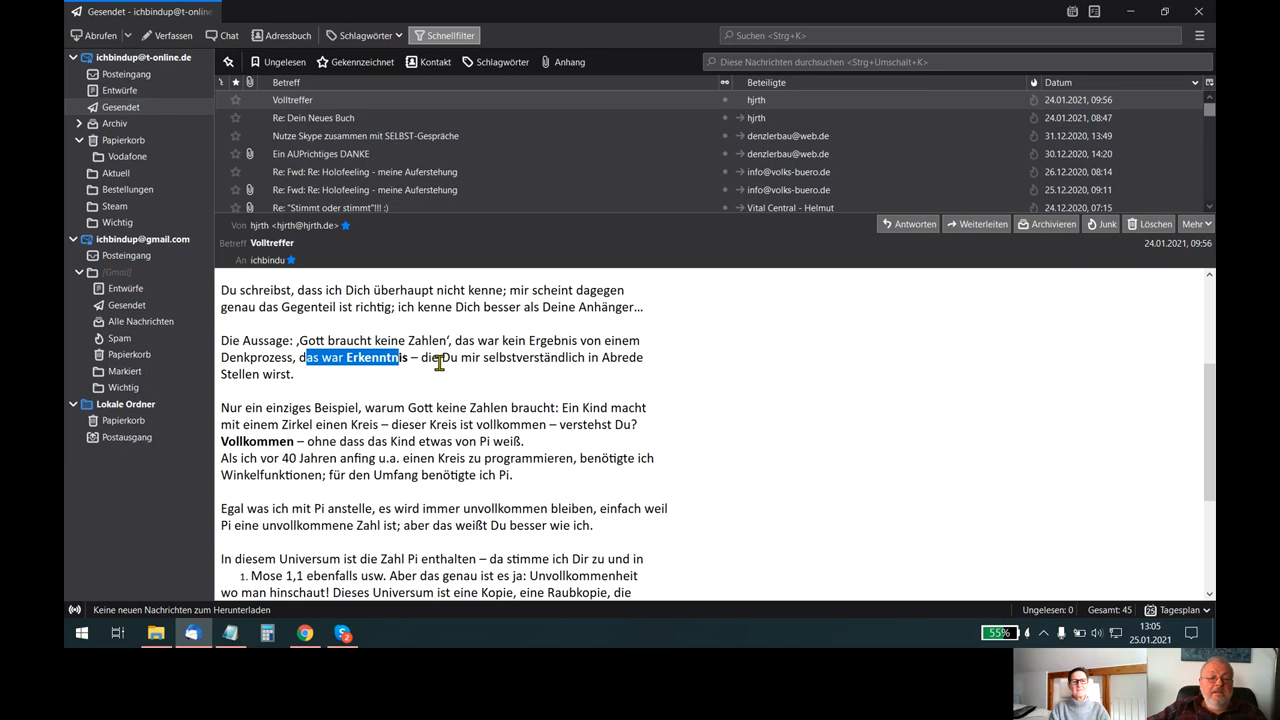 Gesendet - ichbindup@t-online
Abrufen Verfassen Chat Adressbuch Schlagwörter Schnellfilter Suchen <Strg+K>
ichbindup@t-online.de
Posteingang
Entwürfe
Gesendet
Archiv
Papierkorb
Vodafone
Aktuell
Bestellungen
Steam
Wichtig
ichbindup@gmail.com
Posteingang
[Gmail]
Entwürfe
Gesendet
Alle Nachrichten
Spam
Papierkorb
Markiert
Wichtig
Lokale Ordner
Papierkorb
Postausgang
Ungelesen Gekennzeichnet Kontakt Schlagwörter Anhang Diese Nachrichten durchsuchen <Strg+Umschalt+K>
Betreff Beteiligte Datum
Volltreffer hjrth 24.01.2021, 09:56
Re: Dein Neues Buch hjrth 24.01.2021, 08:47
Nutze Skype zusammen mit SELBST-Gespräche denzlerbau@web.de 31.12.2020, 13:49
Ein AUPrichtiges DANKE denzlerbau@web.de 30.12.2020, 14:20
Re: Fwd: Re: Holofeeling - meine Auferstehung info@volks-buero.de 26.12.2020, 08:14
Re: Fwd: Re: Holofeeling - meine Auferstehung info@volks-buero.de 25.12.2020, 09:11
Re: "Stimmt oder stimmt"!!! :) Vital Central - Helmut 24.12.2020, 07:15
Von hjrth <hjrth@hjrth.de> Antworten Weiterleiten Archivieren Junk Löschen Mehr
Betreff Volltreffer 24.01.2021, 09:56
An ichbindu
Du schreibst, dass ich Dich überhaupt nicht kenne; mir scheint dagegen
genau das Gegenteil ist richtig; ich kenne Dich besser als Deine Anhänger…
Die Aussage: ‚Gott braucht keine Zahlen‘, das war kein Ergebnis von einem
Denkprozess, das war Erkenntnis – die Du mir selbstverständlich in Abrede
Stellen wirst.
Nur ein einziges Beispiel, warum Gott keine Zahlen braucht: Ein Kind macht
mit einem Zirkel einen Kreis – dieser Kreis ist vollkommen – verstehst Du?
Vollkommen – ohne dass das Kind etwas von Pi weiß.
Als ich vor 40 Jahren anfing u.a. einen Kreis zu programmieren, benötigte ich
Winkelfunktionen; für den Umfang benötigte ich Pi.
Egal was ich mit Pi anstelle, es wird immer unvollkommen bleiben, einfach weil
Pi eine unvollkommene Zahl ist; aber das weißt Du besser wie ich.
In diesem Universum ist die Zahl Pi enthalten – da stimme ich Dir zu und in
1. Mose 1,1 ebenfalls usw. Aber das genau ist es ja: Unvollkommenheit
wo man hinschaut! Dieses Universum ist eine Kopie, eine Raubkopie, die
Keine neuen Nachrichten zum Herunterladen Ungelesen: 0 Gesamt: 45 Tagesplan
55% 13:05
25.01.2021